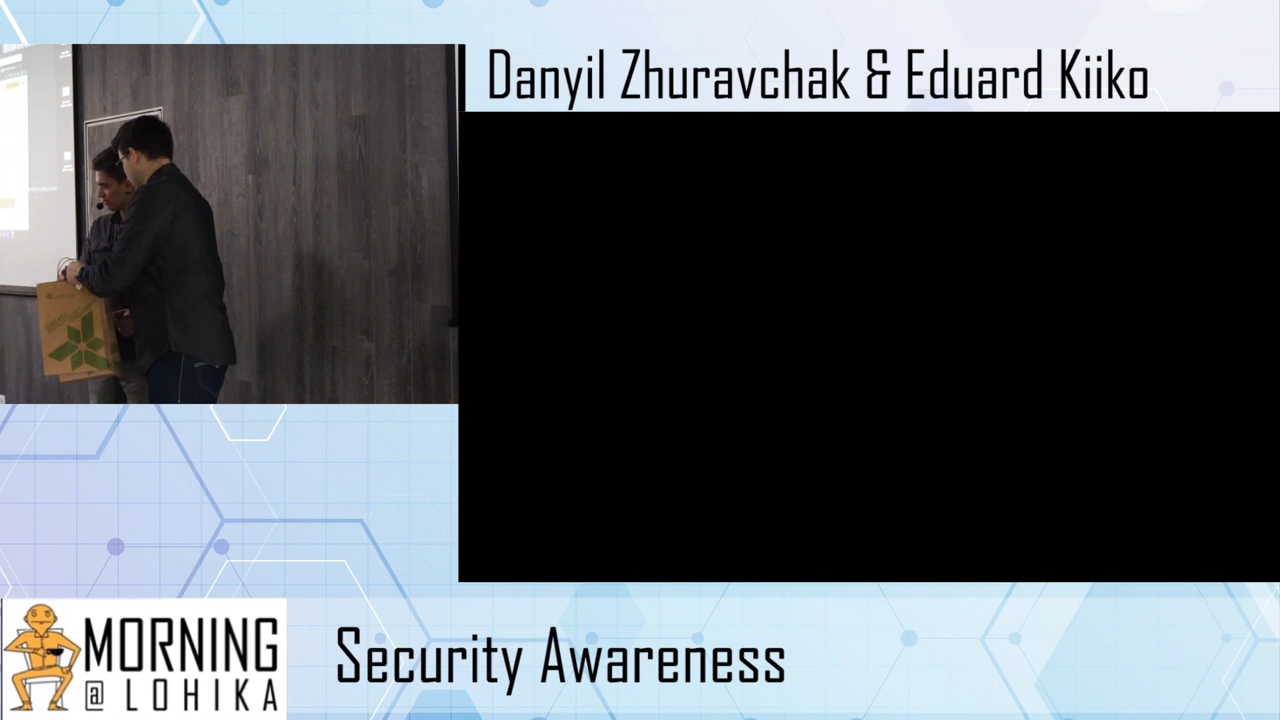 Danyil Zhuravchak & Eduard Kiiko
MORNING
@ LOHIKA
Security Awareness